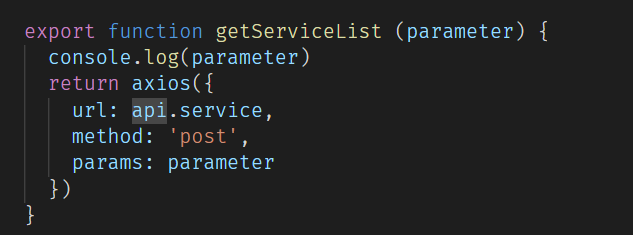 export function getServiceList (parameter) {
console.log(parameter)
return axios({
url: api.service,
method: 'post',
params: parameter
})
}